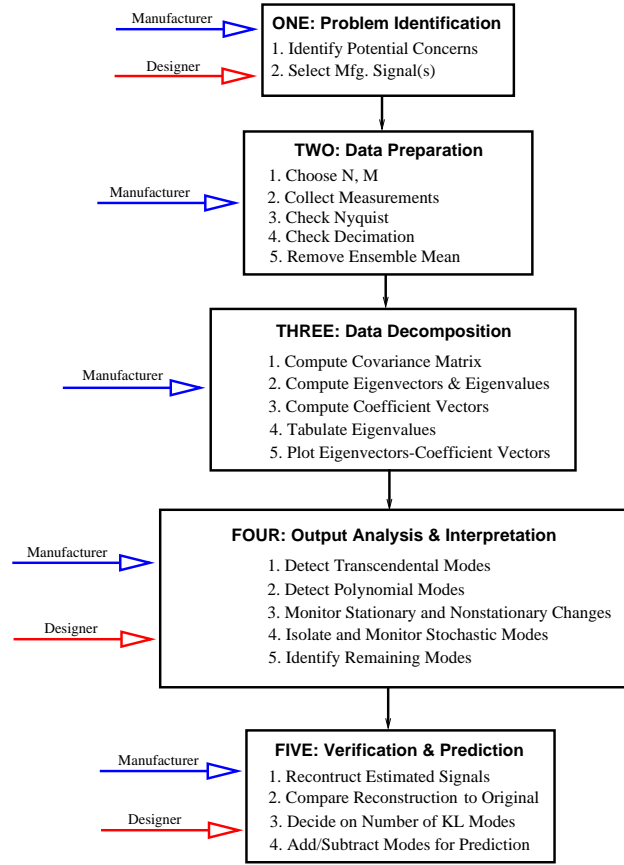 Manufacturer
Designer
ONE: Problem Identification
1. Identify Potential Concerns
2. Select Mfg. Signal(s)
Manufacturer
TWO: Data Preparation
1. Choose N, M
2. Collect Measurements
3. Check Nyquist
4. Check Decimation
5. Remove Ensemble Mean
Manufacturer
THREE: Data Decomposition
1. Compute Covariance Matrix
2. Compute Eigenvectors & Eigenvalues
3. Compute Coefficient Vectors
4. Tabulate Eigenvalues
5. Plot Eigenvectors-Coefficient Vectors
Manufacturer
Designer
FOUR: Output Analysis & Interpretation
1. Detect Transcendental Modes
2. Detect Polynomial Modes
3. Monitor Stationary and Nonstationary Changes
4. Isolate and Monitor Stochastic Modes
5. Identify Remaining Modes
Manufacturer
Designer
FIVE: Verification & Prediction
1. Recontruct Estimated Signals
2. Compare Reconstruction to Original
3. Decide on Number of KL Modes
4. Add/Subtract Modes for Prediction